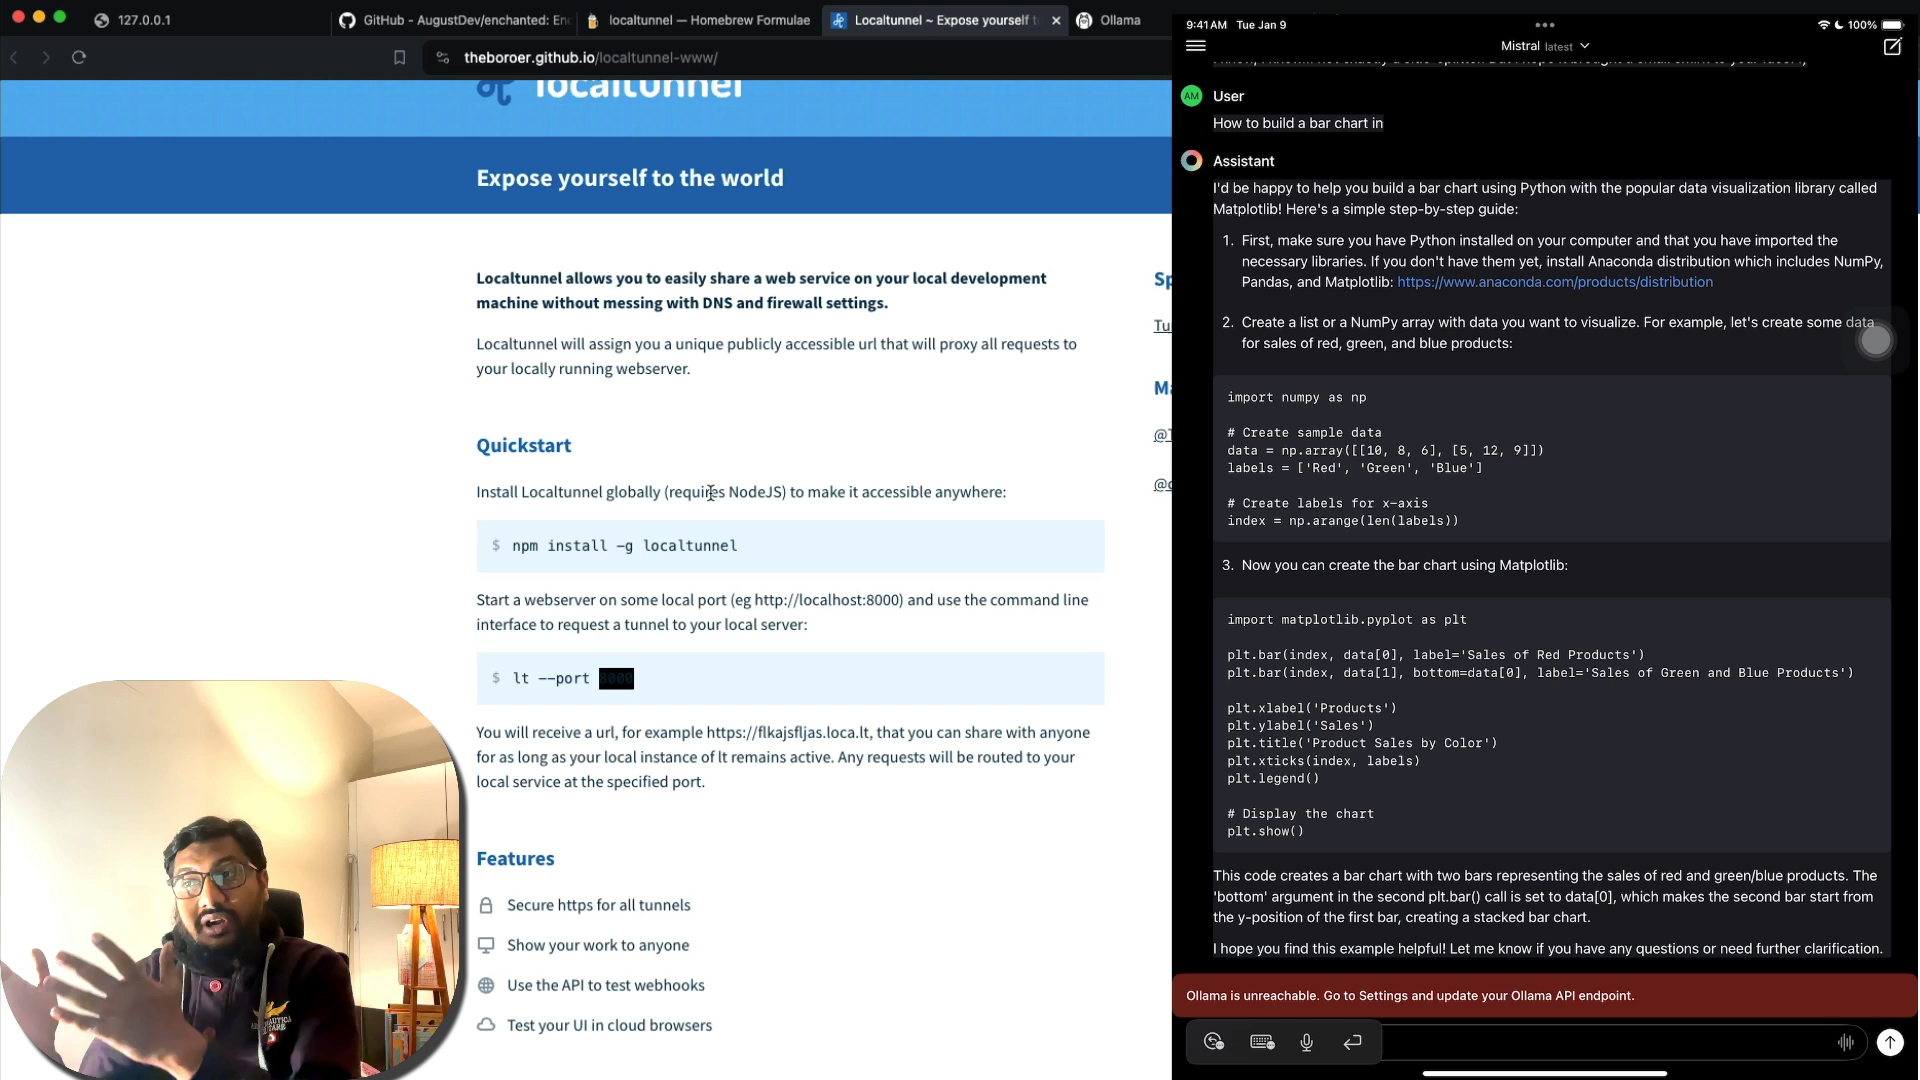 127.0.0.1
GitHub - AugustDev/enchanted: Enc
localtunnel — Homebrew Formulae
Localtunnel ~ Expose yourself t
Ollama
theboroer.github.io/localtunnel-www/
localtunnel
Expose yourself to the world
Localtunnel allows you to easily share a web service on your local development
machine without messing with DNS and firewall settings.
Localtunnel will assign you a unique publicly accessible url that will proxy all requests to
your locally running webserver.
Quickstart
Install Localtunnel globally (requires NodeJS) to make it accessible anywhere:
$ npm install -g localtunnel
Start a webserver on some local port (eg http://localhost:8000) and use the command line
interface to request a tunnel to your local server:
$ lt --port 8000
You will receive a url, for example https://flkajsfljas.loca.lt, that you can share with anyone
for as long as your local instance of lt remains active. Any requests will be routed to your
local service at the specified port.
Features
Secure https for all tunnels
Show your work to anyone
Use the API to test webhooks
Test your UI in cloud browsers
Sp
Tu
Ma
@T
9:41 AM Tue Jan 9
100%
Mistral latest
AM
User
How to build a bar chart in
Assistant
I'd be happy to help you build a bar chart using Python with the popular data visualization library called
Matplotlib! Here's a simple step-by-step guide:
1. First, make sure you have Python installed on your computer and that you have imported the
necessary libraries. If you don't have them yet, install Anaconda distribution which includes NumPy,
Pandas, and Matplotlib: https://www.anaconda.com/products/distribution
2. Create a list or a NumPy array with data you want to visualize. For example, let's create some data
for sales of red, green, and blue products:
import numpy as np
# Create sample data
data = np.array([[10, 8, 6], [5, 12, 9]])
labels = ['Red', 'Green', 'Blue']
# Create labels for x-axis
index = np.arange(len(labels))
3. Now you can create the bar chart using Matplotlib:
import matplotlib.pyplot as plt
plt.bar(index, data[0], label='Sales of Red Products')
plt.bar(index, data[1], bottom=data[0], label='Sales of Green and Blue Products')
plt.xlabel('Products')
plt.ylabel('Sales')
plt.title('Product Sales by Color')
plt.xticks(index, labels)
plt.legend()
# Display the chart
plt.show()
This code creates a bar chart with two bars representing the sales of red and green/blue products. The
'bottom' argument in the second plt.bar() call is set to data[0], which makes the second bar start from
the y-position of the first bar, creating a stacked bar chart.
I hope you find this example helpful! Let me know if you have any questions or need further clarification.
Ollama is unreachable. Go to Settings and update your Ollama API endpoint.